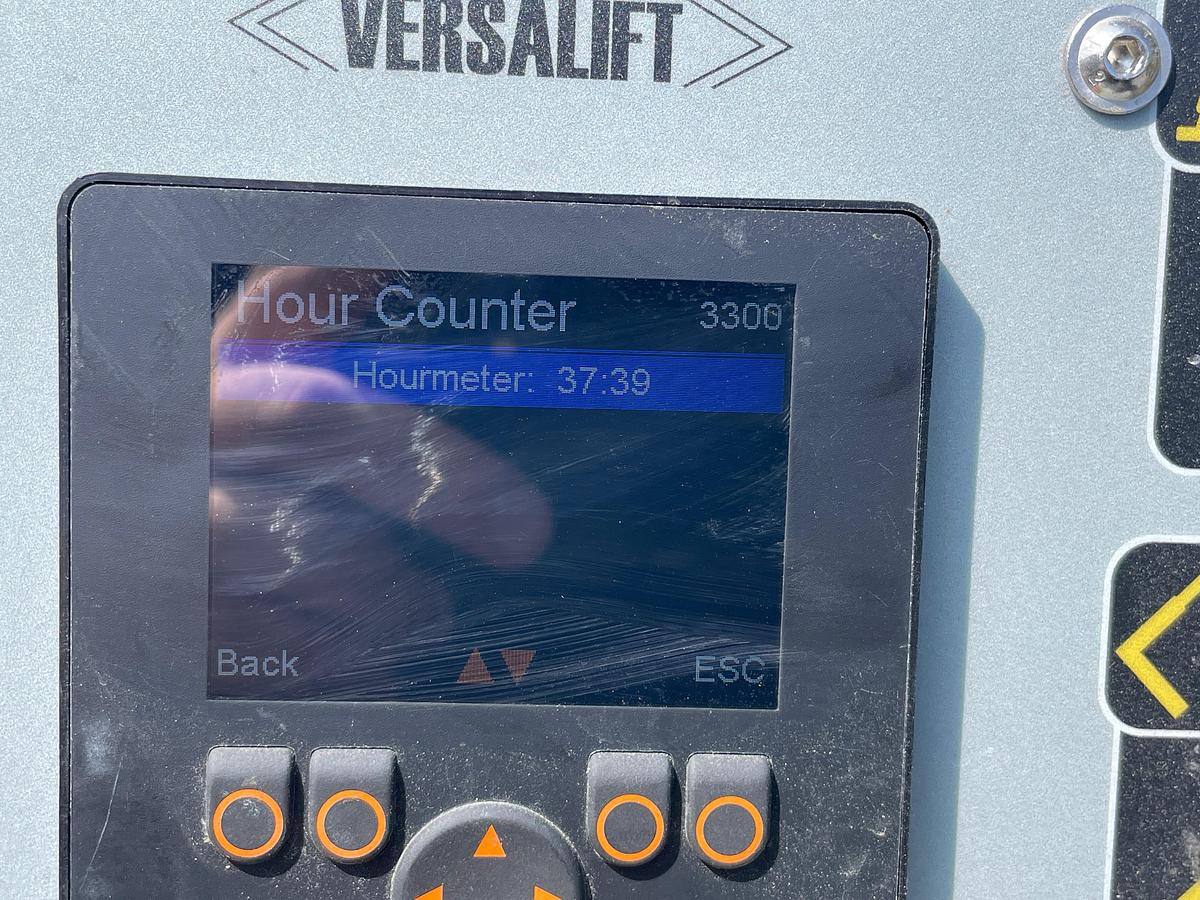 VERSALIFT
Hour Counter 3300
Hourmeter: 37:39
Back ESC